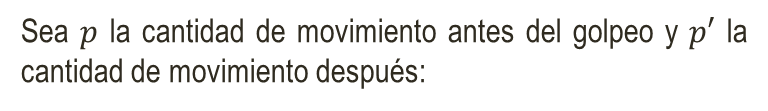 Sea p la cantidad de movimiento antes del golpeo y p′ la
cantidad de movimiento después: